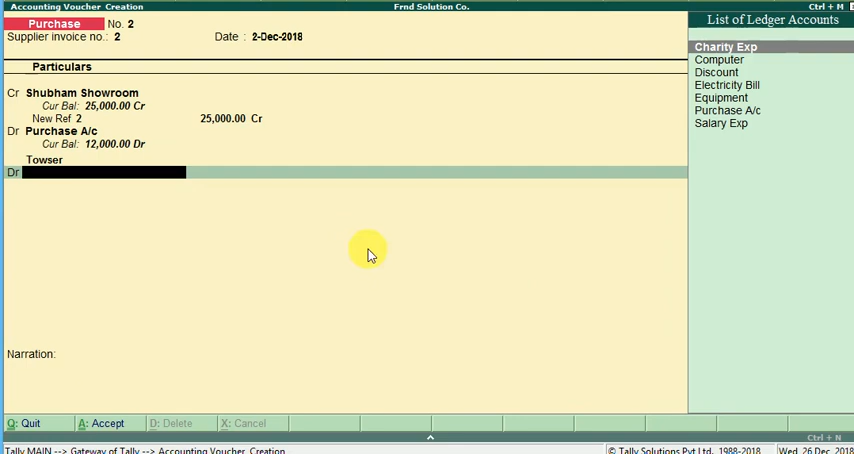 Accounting Voucher Creation Frnd Solution Co. Ctrl + M
Purchase No. 2
Supplier invoice no.: 2 Date : 2-Dec-2018
Particulars
Cr Shubham Showroom
Cur Bal: 25,000.00 Cr
New Ref 2 25,000.00 Cr
Dr Purchase A/c
Cur Bal: 12,000.00 Dr
Towser
Dr
Narration:
List of Ledger Accounts
Charity Exp
Computer
Discount
Electricity Bill
Equipment
Purchase A/c
Salary Exp
Q: Quit A: Accept D: Delete X: Cancel
Ctrl + N
Tally MAIN --> Gateway of Tally --> Accounting Voucher Creation © Tally Solutions Pvt Ltd, 1988-2018 Wed, 26 Dec, 2018